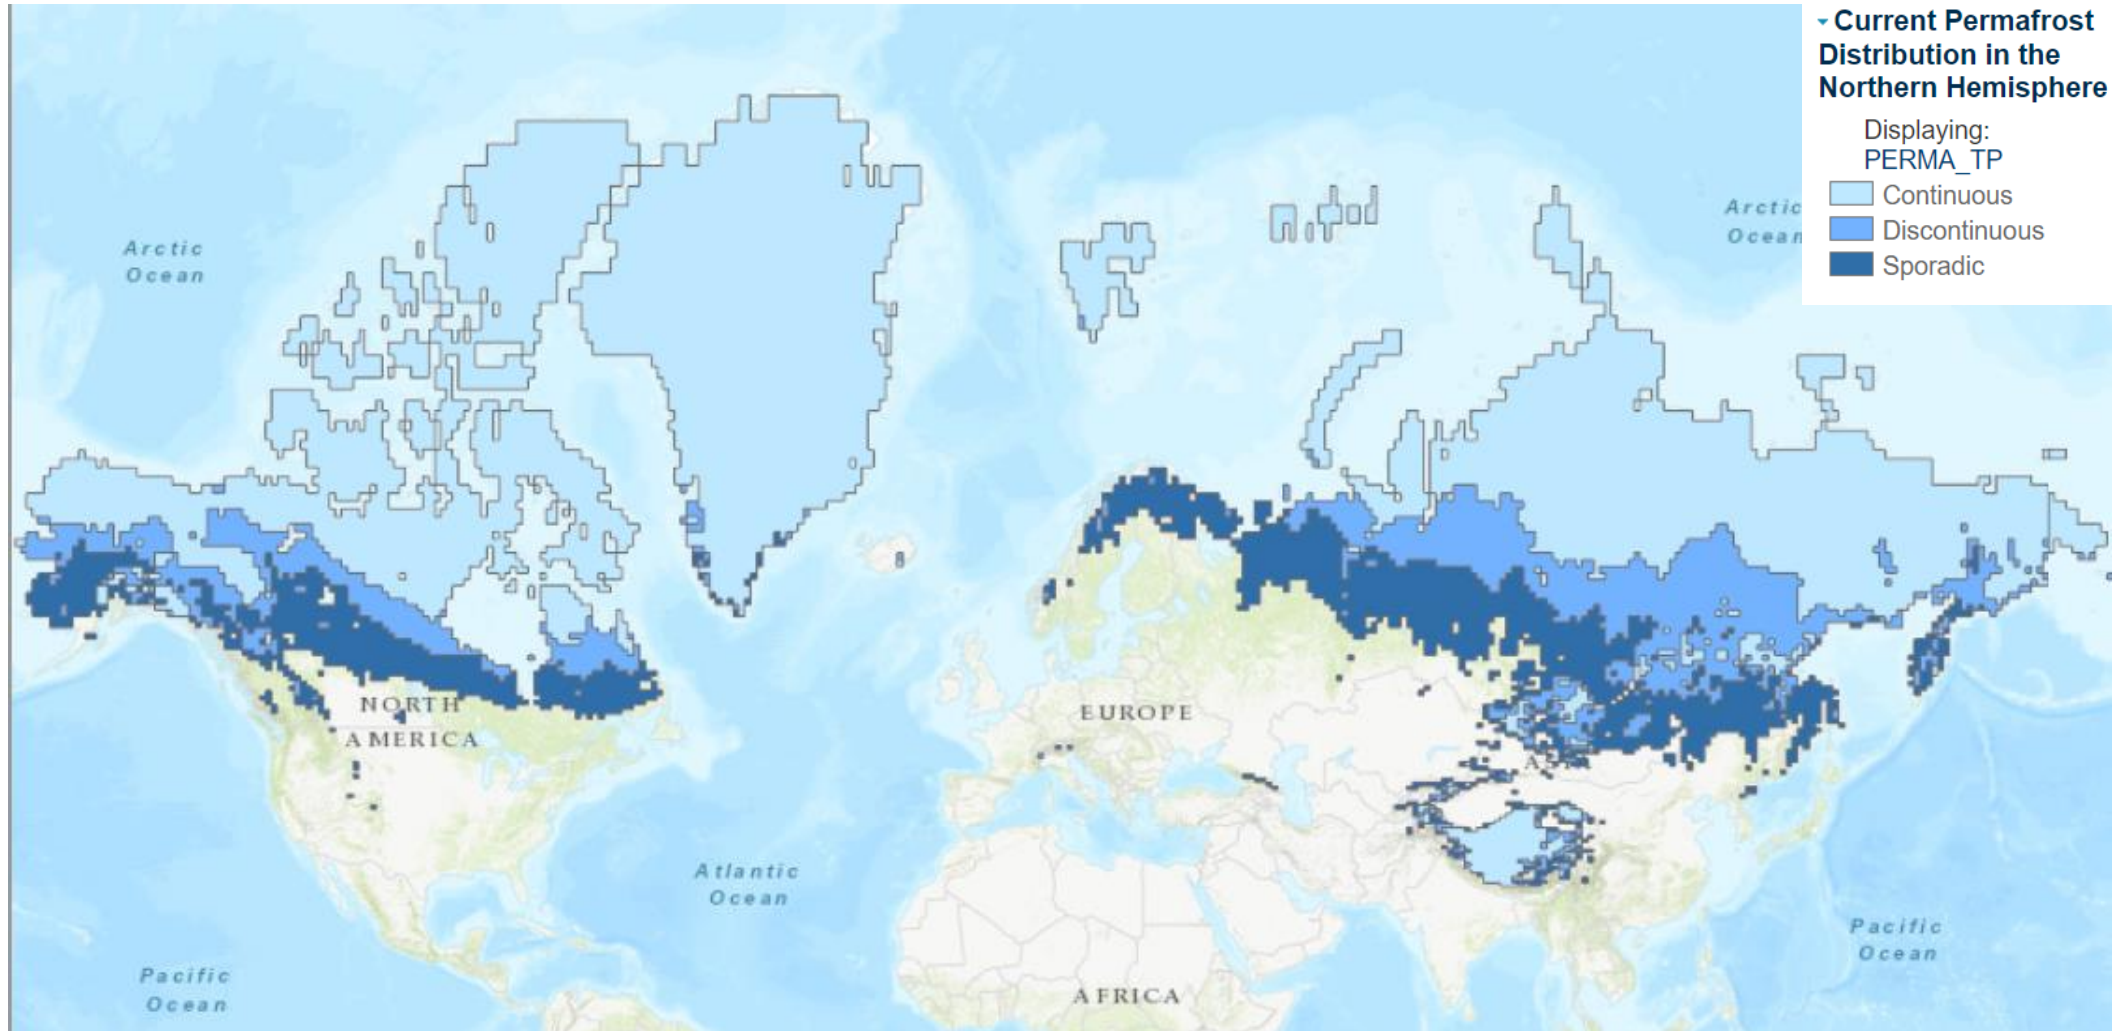 Current Permafrost
Distribution in the
Northern Hemisphere
Displaying:
PERMA_TP
Continuous
Discontinuous
Sporadic
Arctic
Ocean
Arctic
Ocean
NORTH
AMERICA
EUROPE
ASIA
Atlantic
Ocean
Pacific
Ocean
AFRICA
Pacific
Ocean